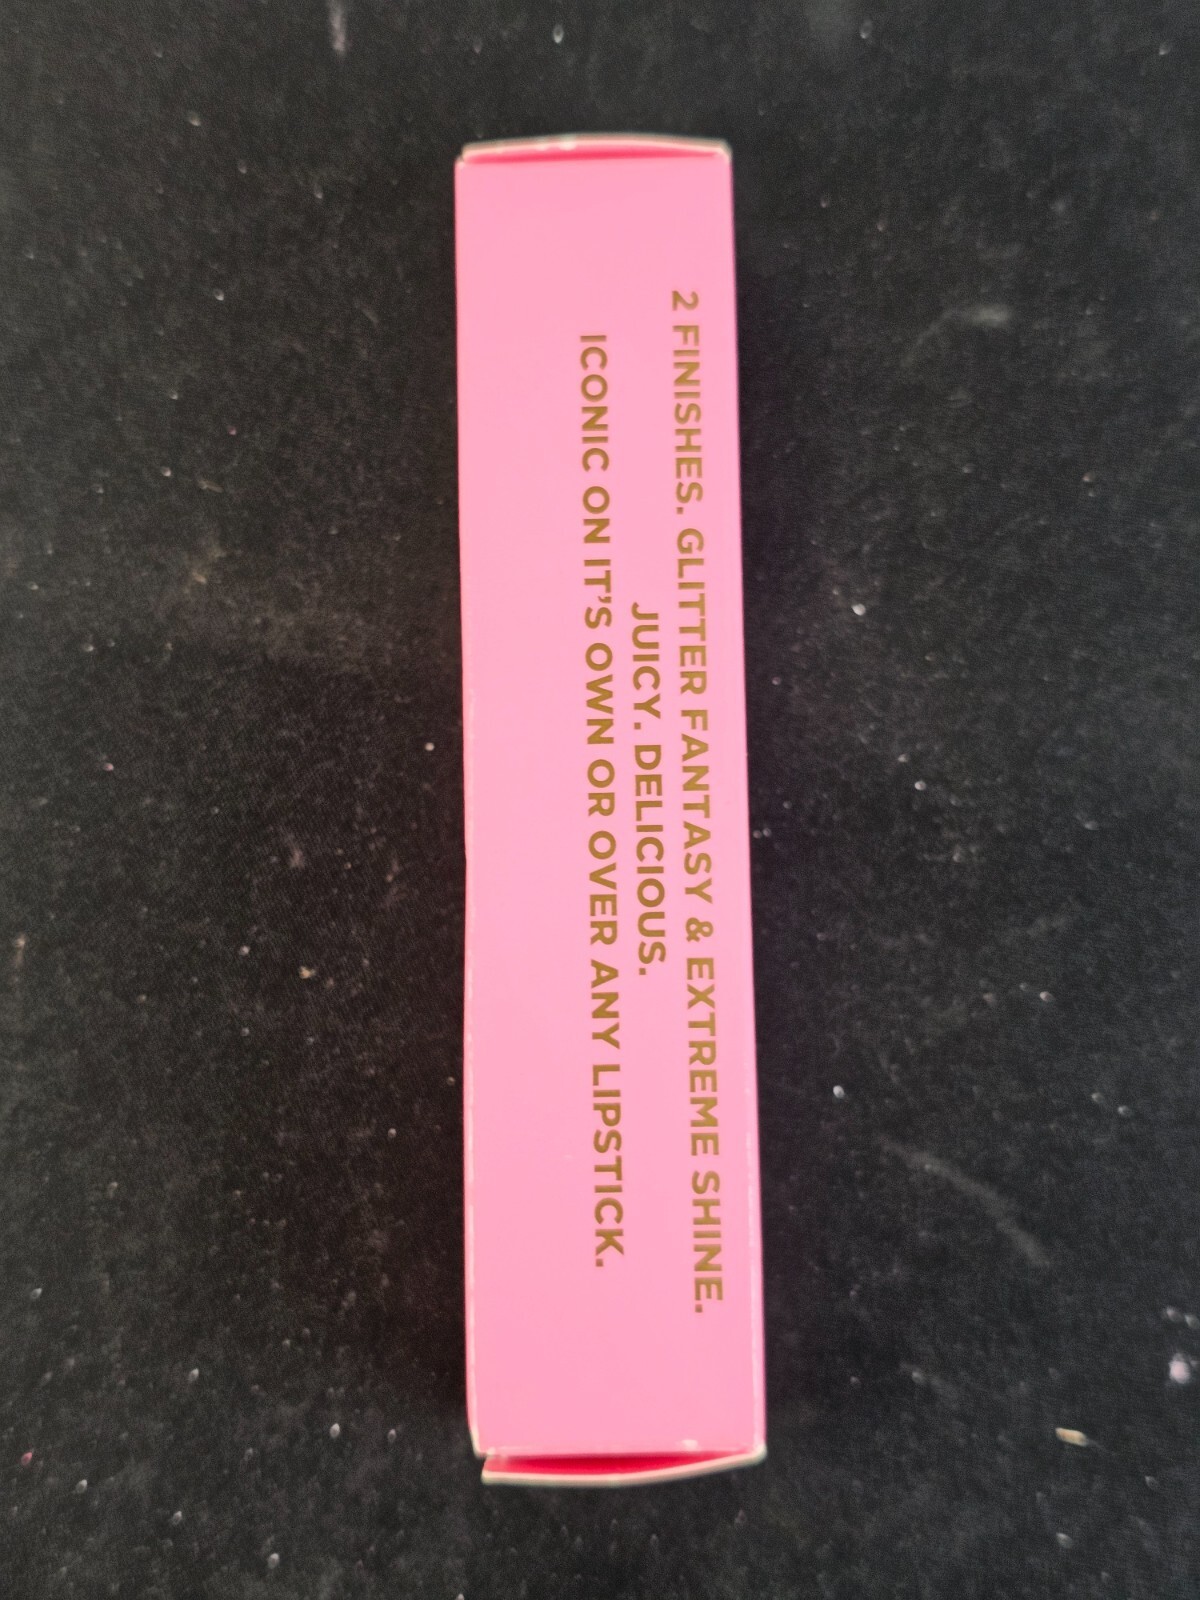 2 FINISHES. GLITTER FANTASY & EXTREME SHINE.
JUICY. DELICIOUS.
ICONIC ON IT'S OWN OR OVER ANY LIPSTICK.